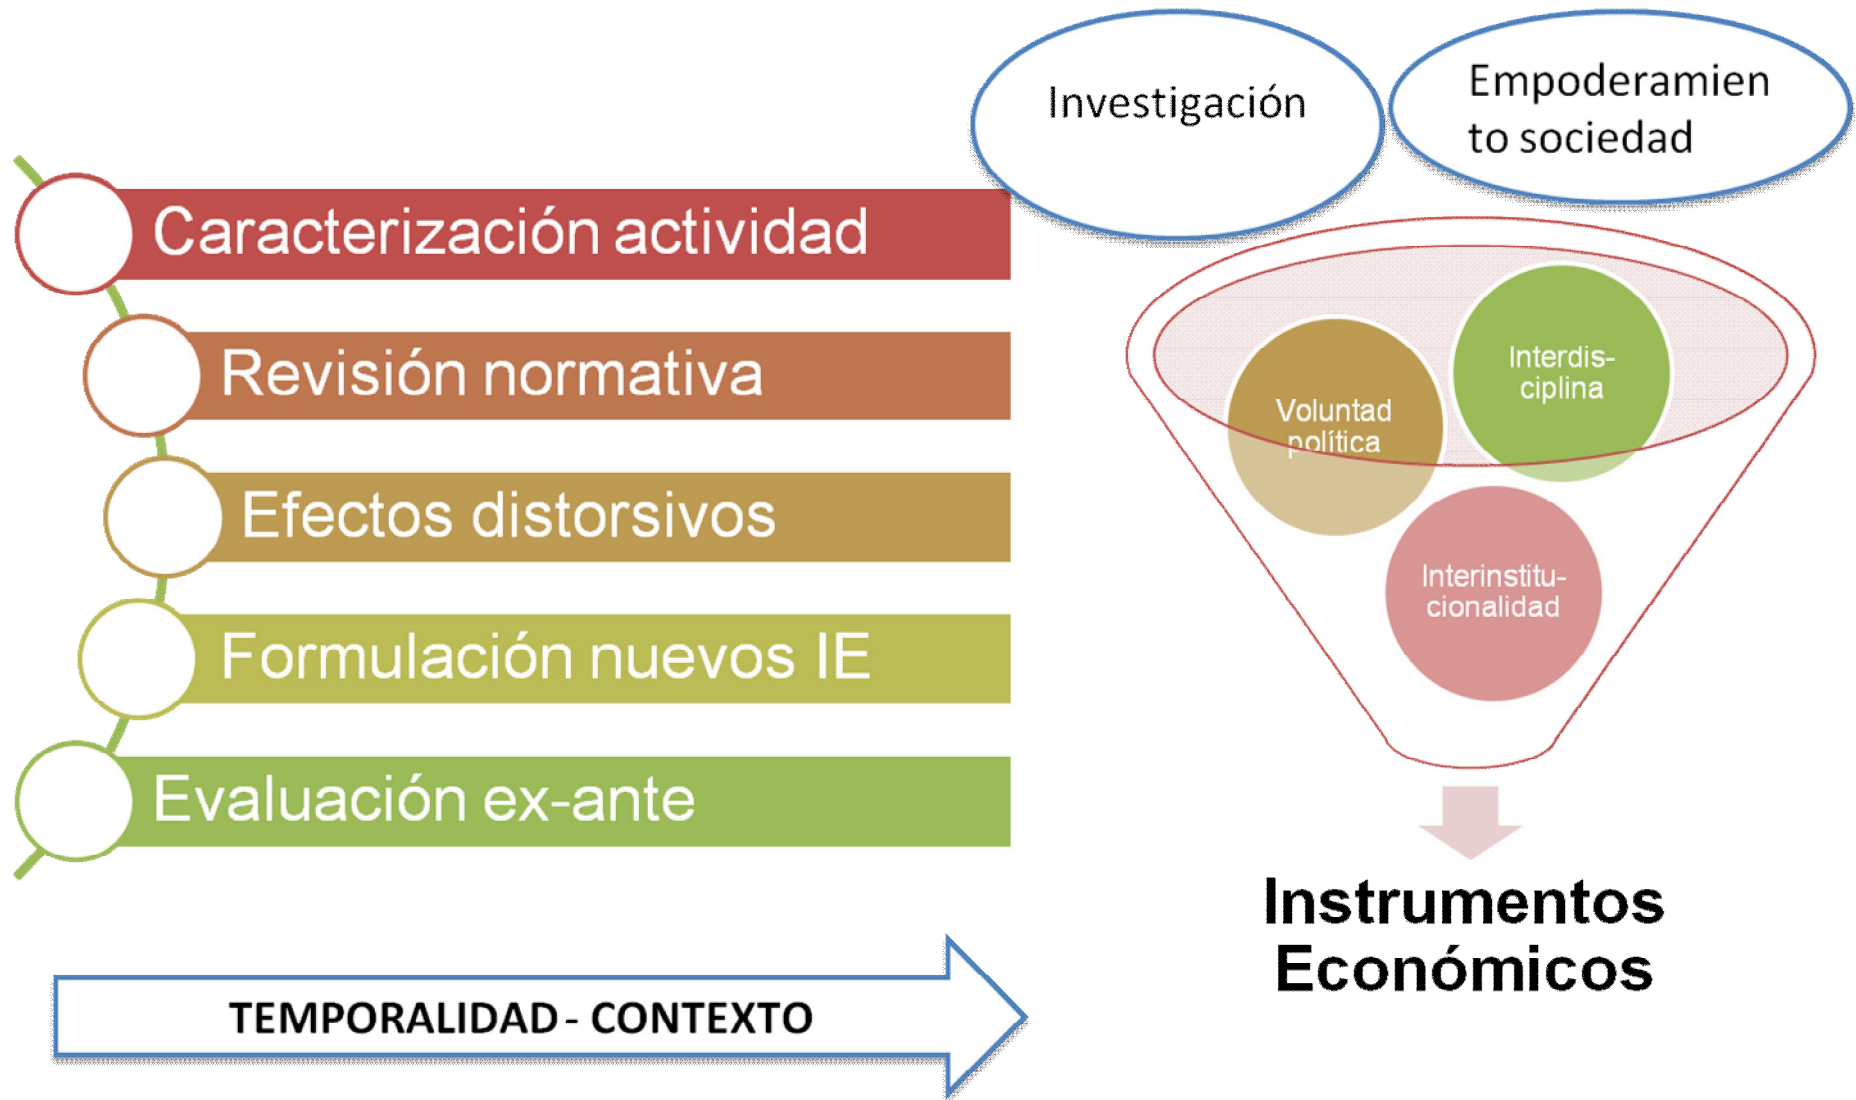 Caracterización actividad
Revisión normativa
Efectos distorsivos
Formulación nuevos IE
Evaluación ex-ante
TEMPORALIDAD - CONTEXTO
Investigación
Empoderamien
to sociedad
Interdis-
ciplina
Voluntad
política
Interinstitu-
cionalidad
Instrumentos
Económicos